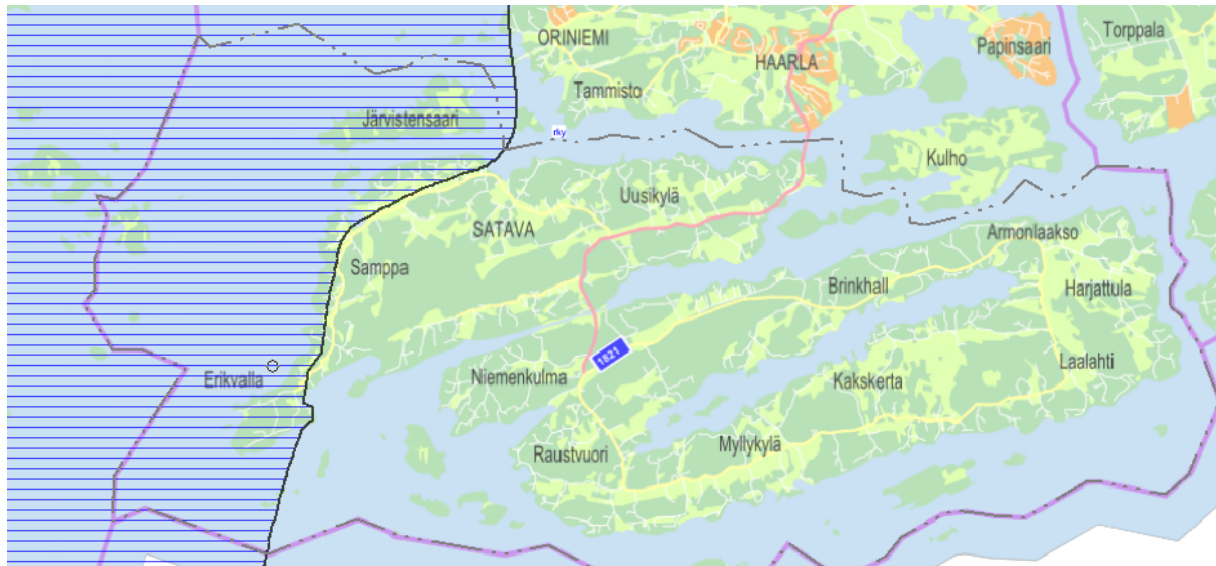 ORINIEMI
Papinsaari
Torppala
HAARLA
Tammisto
Järvistensaari
rky
Kulho
Uusikylä
SATAVA
Armonlaakso
Samppa
Brinkhall
Harjattula
1821
Laalahti
Erikvalla
Niemenkulma
Kakskerta
Myllykylä
Raustvuori